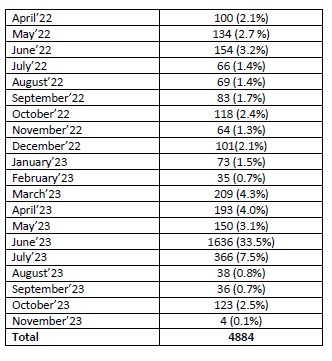 April'22 100 (2.1%)
May'22 134 (2.7 %)
June'22 154 (3.2%)
July'22 66 (1.4%)
August'22 69 (1.4%)
September'22 83 (1.7%)
October'22 118 (2.4%)
November'22 64 (1.3%)
December'22 101(2.1%)
January'23 73 (1.5%)
February'23 35 (0.7%)
March'23 209 (4.3%)
April'23 193 (4.0%)
May'23 150 (3.1%)
June'23 1636 (33.5%)
July'23 366 (7.5%)
August'23 38 (0.8%)
September'23 36 (0.7%)
October'23 123 (2.5%)
November'23 4 (0.1%)
Total 4884